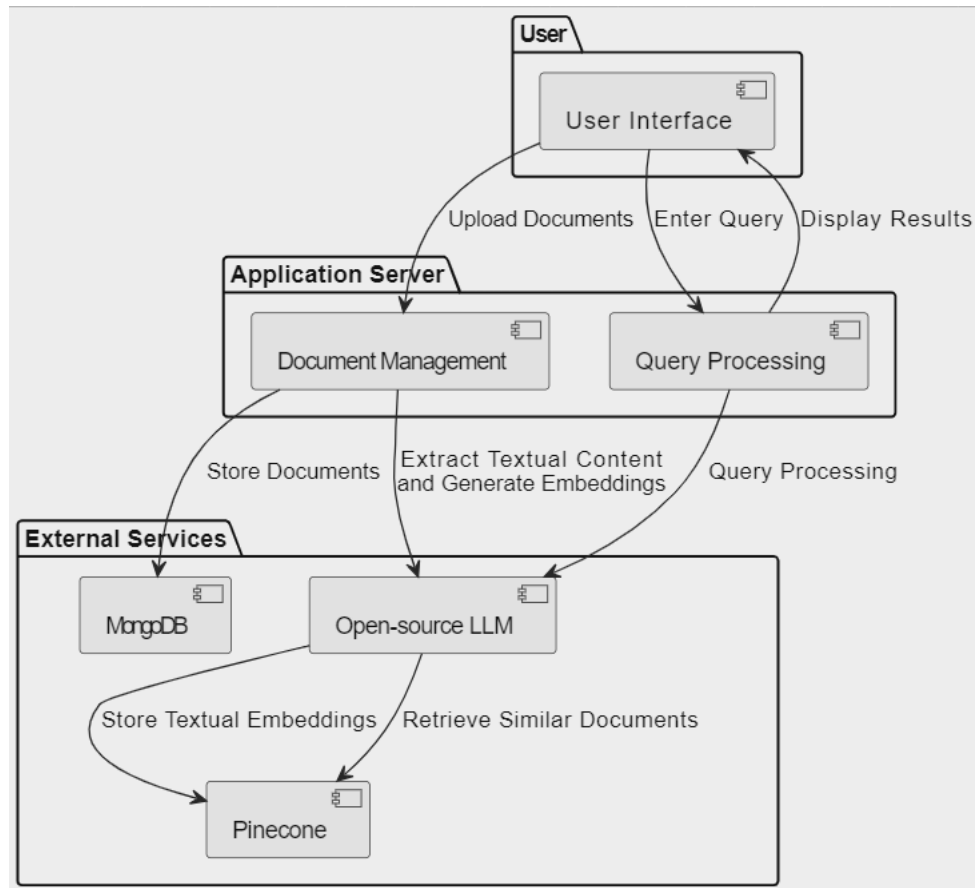 User
User Interface
Upload Documents
Enter Query
Display Results
Application Server
Document Management
Query Processing
Store Documents
Extract Textual Content
and Generate Embeddings
Query Processing
External Services
MongoDB
Open-source LLM
Store Textual Embeddings
Retrieve Similar Documents
Pinecone